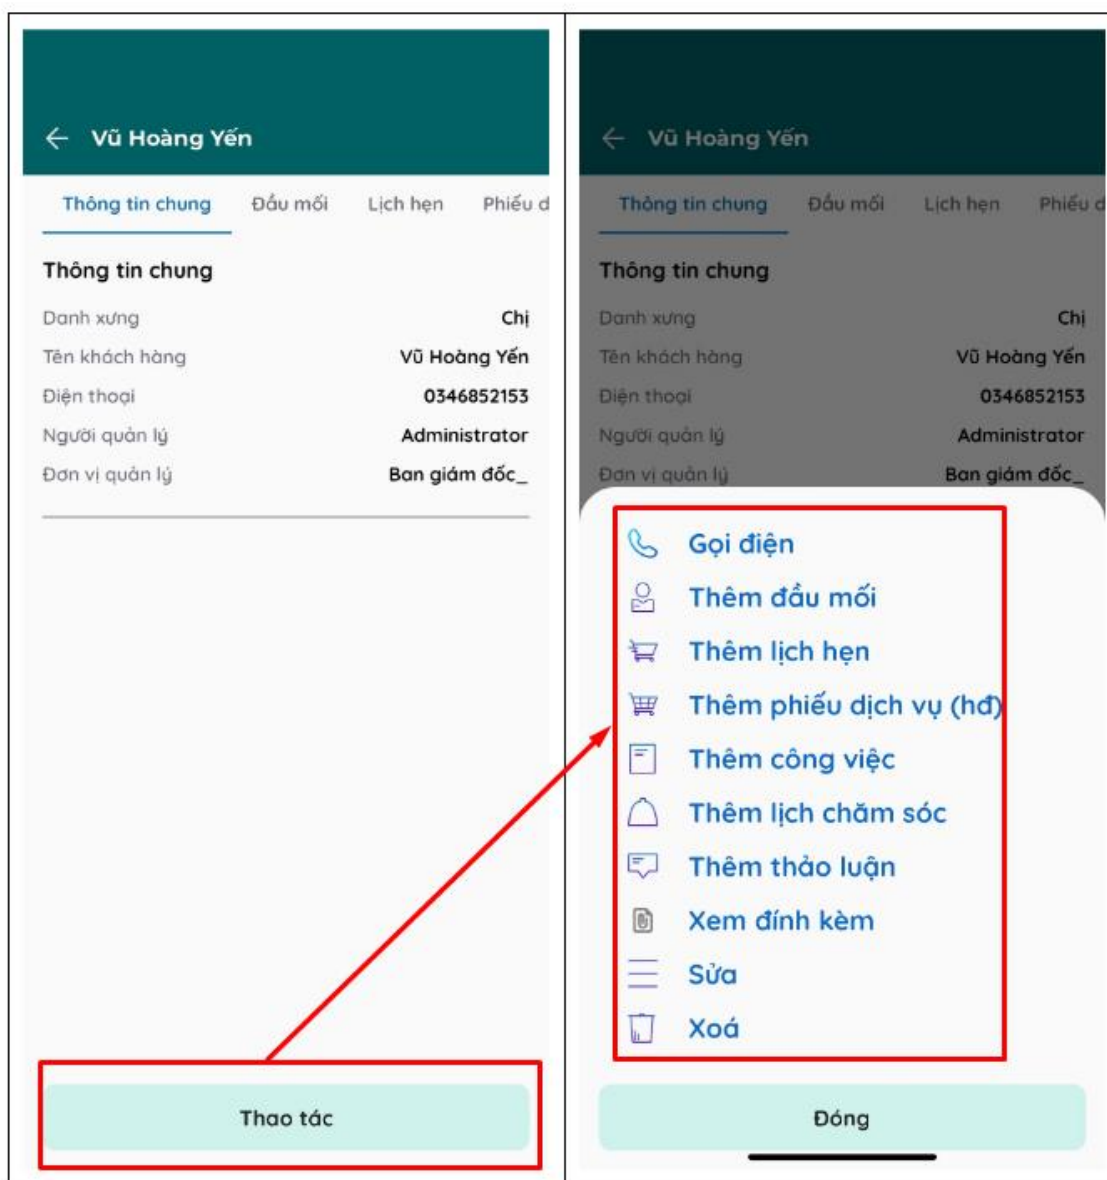 Vũ Hoàng Yến
Thông tin chung Đầu mối Lịch hẹn Phiếu d
Thông tin chung
Danh xưng Chị
Tên khách hàng Vũ Hoàng Yến
Điện thoại 0346852153
Người quản lý Administrator
Đơn vị quản lý Ban giám đốc_
Thao tác
Vũ Hoàng Yến
Thông tin chung Đầu mối Lịch hẹn Phiếu d
Thông tin chung
Danh xưng Chị
Tên khách hàng Vũ Hoàng Yến
Điện thoại 0346852153
Người quản lý Administrator
Đơn vị quản lý Ban giám đốc_
Gọi điện
Thêm đầu mối
Thêm lịch hẹn
Thêm phiếu dịch vụ (hđ)
Thêm công việc
Thêm lịch chăm sóc
Thêm thảo luận
Xem đính kèm
Sửa
Xoá
Đóng